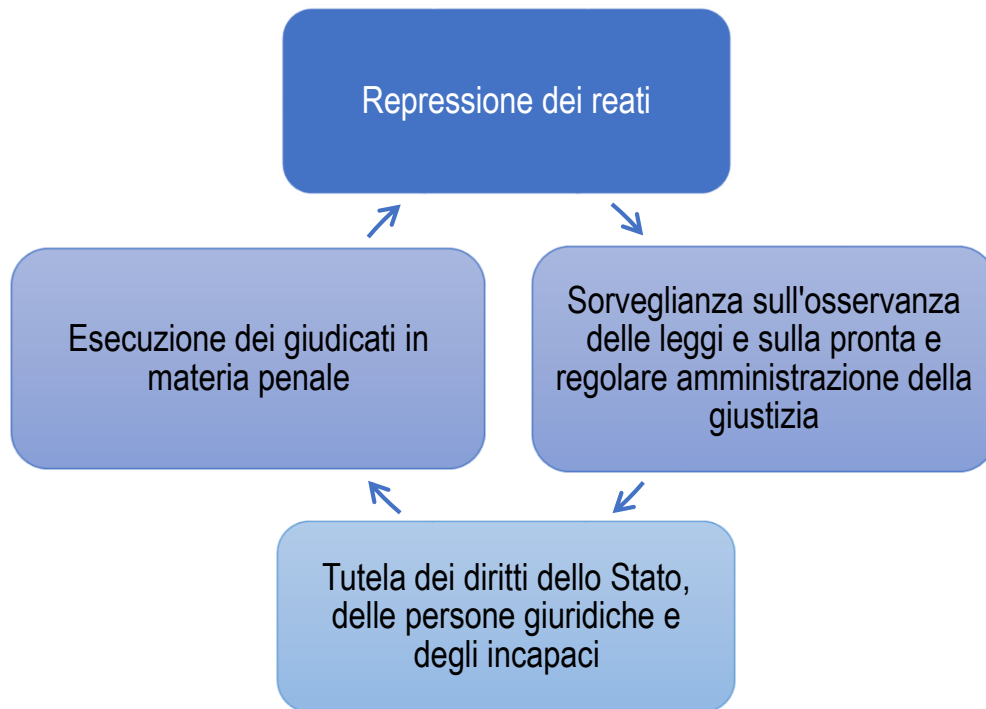 Repressione dei reati
Sorveglianza sull'osservanza
delle leggi e sulla pronta e
regolare amministrazione della
giustizia
Tutela dei diritti dello Stato,
delle persone giuridiche e
degli incapaci
Esecuzione dei giudicati in
materia penale